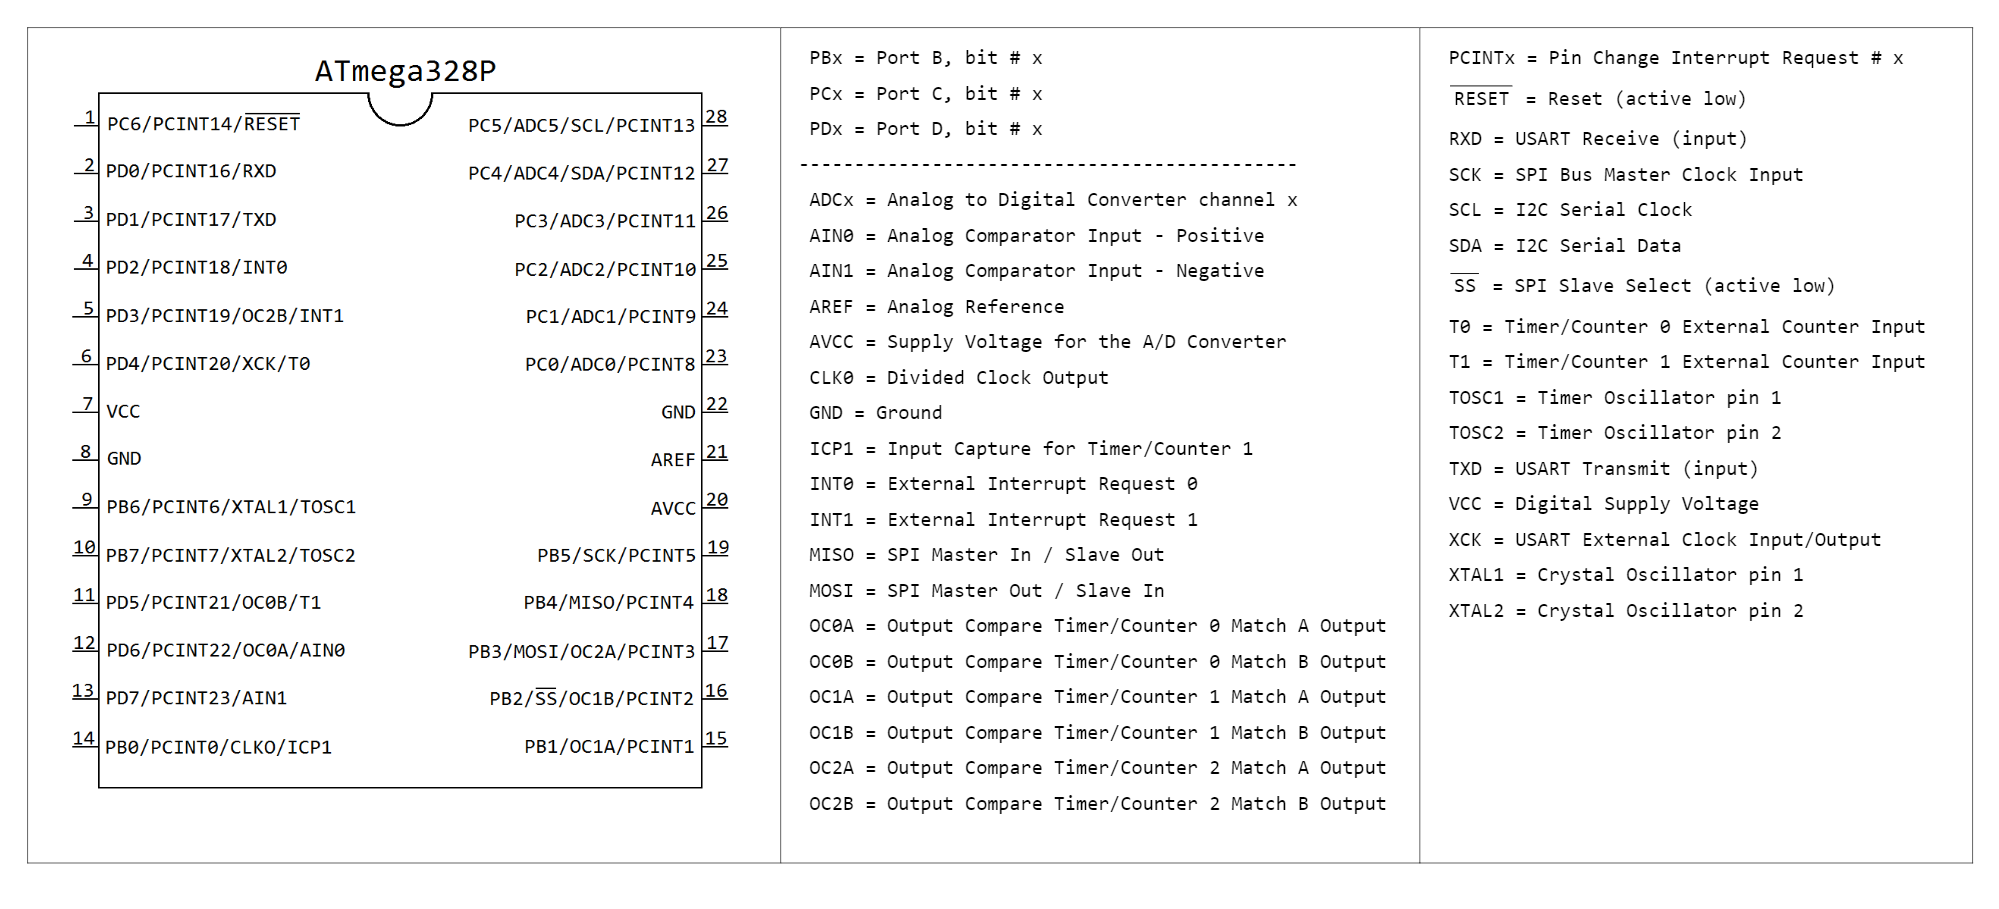 ATmega328P
1 PC6/PCINT14/RESET
2 PD0/PCINT16/RXD
3 PD1/PCINT17/TXD
4 PD2/PCINT18/INT0
5 PD3/PCINT19/OC2B/INT1
6 PD4/PCINT20/XCK/T0
7 VCC
8 GND
9 PB6/PCINT6/XTAL1/TOSC1
10 PB7/PCINT7/XTAL2/TOSC2
11 PD5/PCINT21/OC0B/T1
12 PD6/PCINT22/OC0A/AIN0
13 PD7/PCINT23/AIN1
14 PB0/PCINT0/CLKO/ICP1
PC5/ADC5/SCL/PCINT13 28
PC4/ADC4/SDA/PCINT12 27
PC3/ADC3/PCINT11 26
PC2/ADC2/PCINT10 25
PC1/ADC1/PCINT9 24
PC0/ADC0/PCINT8 23
GND 22
AREF 21
AVCC 20
PB5/SCK/PCINT5 19
PB4/MISO/PCINT4 18
PB3/MOSI/OC2A/PCINT3 17
PB2/SS/OC1B/PCINT2 16
PB1/OC1A/PCINT1 15
PBx = Port B, bit # x
PCx = Port C, bit # x
PDx = Port D, bit # x
---------------------------------------------
ADCx = Analog to Digital Converter channel x
AIN0 = Analog Comparator Input - Positive
AIN1 = Analog Comparator Input - Negative
AREF = Analog Reference
AVCC = Supply Voltage for the A/D Converter
CLK0 = Divided Clock Output
GND = Ground
ICP1 = Input Capture for Timer/Counter 1
INT0 = External Interrupt Request 0
INT1 = External Interrupt Request 1
MISO = SPI Master In / Slave Out
MOSI = SPI Master Out / Slave In
OC0A = Output Compare Timer/Counter 0 Match A Output
OC0B = Output Compare Timer/Counter 0 Match B Output
OC1A = Output Compare Timer/Counter 1 Match A Output
OC1B = Output Compare Timer/Counter 1 Match B Output
OC2A = Output Compare Timer/Counter 2 Match A Output
OC2B = Output Compare Timer/Counter 2 Match B Output
PCINTx = Pin Change Interrupt Request # x
RESET = Reset (active low)
RXD = USART Receive (input)
SCK = SPI Bus Master Clock Input
SCL = I2C Serial Clock
SDA = I2C Serial Data
SS = SPI Slave Select (active low)
T0 = Timer/Counter 0 External Counter Input
T1 = Timer/Counter 1 External Counter Input
TOSC1 = Timer Oscillator pin 1
TOSC2 = Timer Oscillator pin 2
TXD = USART Transmit (input)
VCC = Digital Supply Voltage
XCK = USART External Clock Input/Output
XTAL1 = Crystal Oscillator pin 1
XTAL2 = Crystal Oscillator pin 2